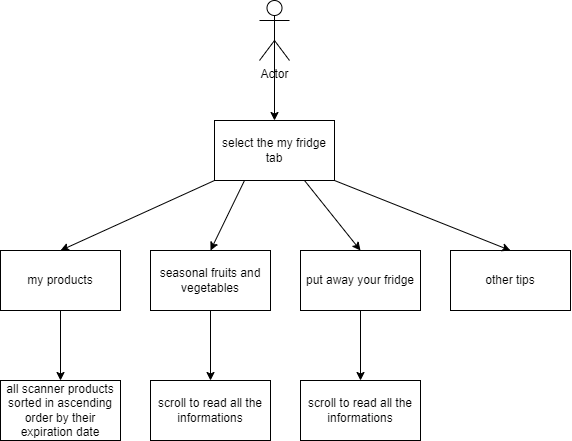 Actor
select the my fridge
tab
my products
seasonal fruits and
vegetables
put away your fridge
other tips
all scanner products
sorted in ascending
order by their
expiration date
scroll to read all the
informations
scroll to read all the
informations